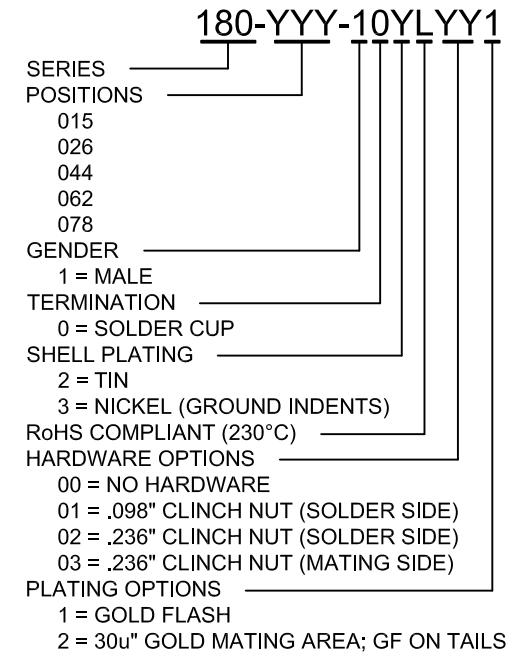 180-YYY-10YLYY1
SERIES
POSITIONS
015
026
044
062
078
GENDER
1 = MALE
TERMINATION
0 = SOLDER CUP
SHELL PLATING
2 = TIN
3 = NICKEL (GROUND INDENTS)
RoHS COMPLIANT (230°C)
HARDWARE OPTIONS
00 = NO HARDWARE
01 = .098" CLINCH NUT (SOLDER SIDE)
02 = .236" CLINCH NUT (SOLDER SIDE)
03 = .236" CLINCH NUT (MATING SIDE)
PLATING OPTIONS
1 = GOLD FLASH
2 = 30u" GOLD MATING AREA; GF ON TAILS